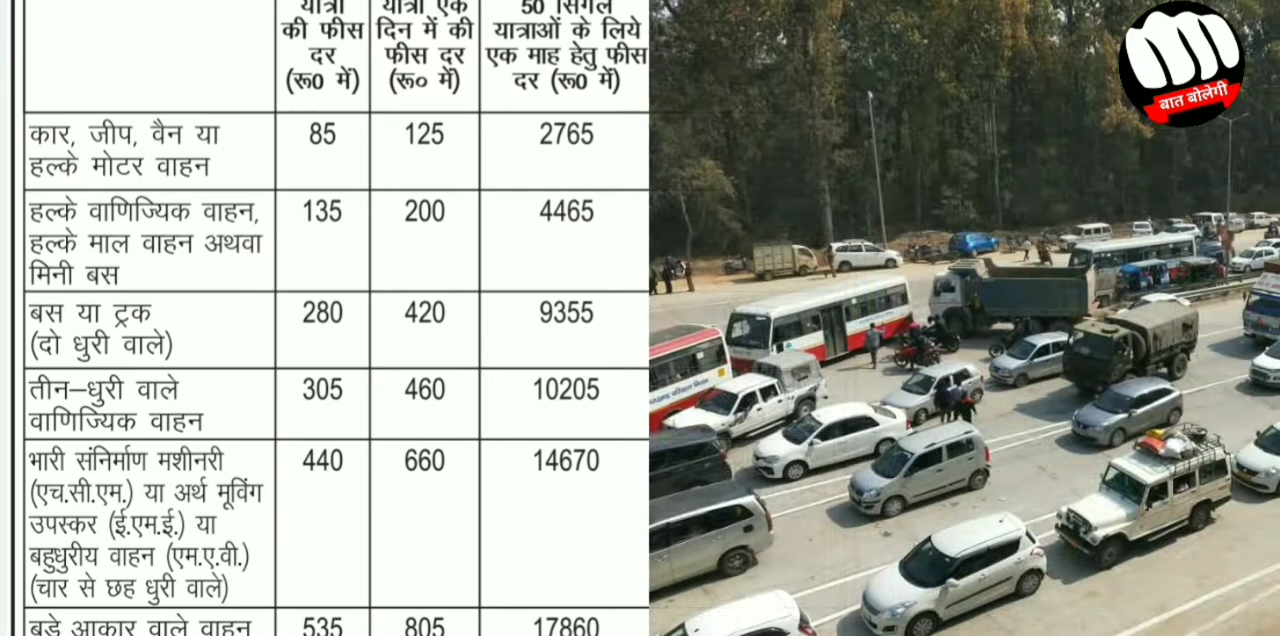 यात्रा
की फीस
दर
(रू0 में)
यात्रा एक
दिन में की
फीस दर
(रू० में)
50 सिंगल
यात्राओं के लिये
एक माह हेतु फीस
दर (रू0 में)
कार, जीप, वैन या
हल्के मोटर वाहन
85
125
2765
हल्के वाणिज्यिक वाहन,
हल्के माल वाहन अथवा
मिनी बस
135
200
4465
बस या ट्रक
(दो धुरी वाले)
280
420
9355
तीन–धुरी वाले
वाणिज्यिक वाहन
305
460
10205
भारी संनिर्माण मशीनरी
(एच.सी.एम.) या अर्थ मूविंग
उपस्कर (ई.एम.ई.) या
बहुधुरीय वाहन (एम.ए.वी.)
(चार से छह धुरी वाले)
440
660
14670
बडे आकार वाले वाहन
535
805
17860
बात बोलेगी